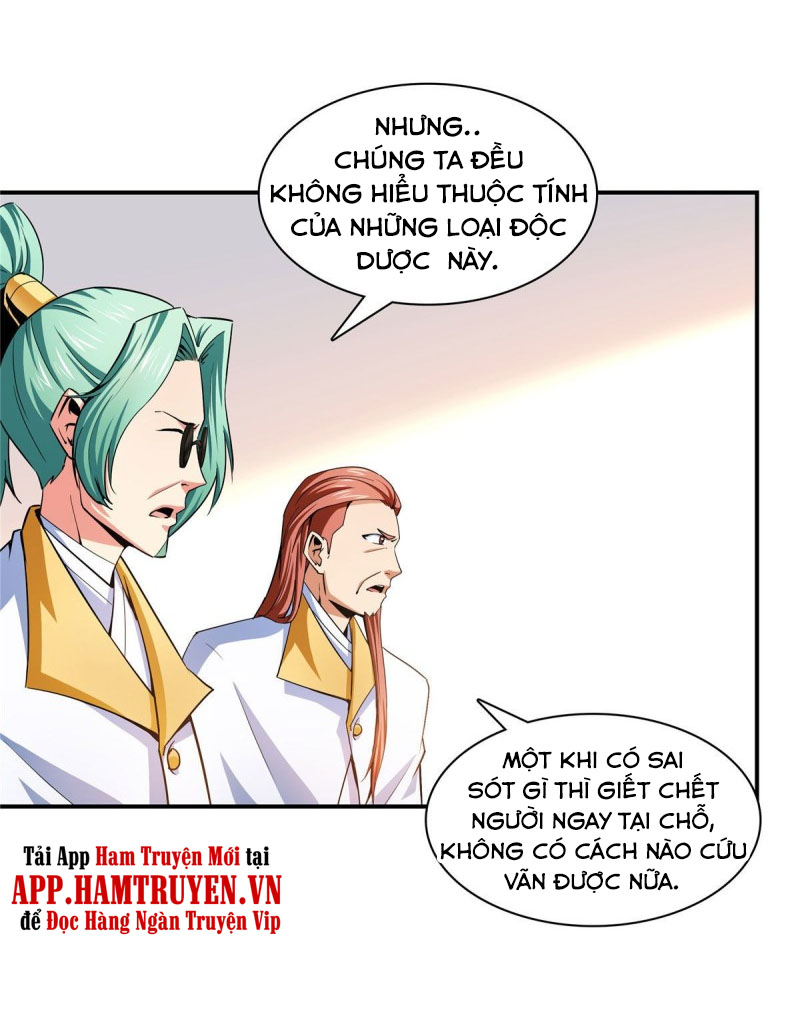 NHƯNG..
CHÚNG TA ĐỀU
KHÔNG HIỂU THUỘC TÍNH
CỦA NHỮNG LOẠI ĐỘC
DƯỢC NÀY.
MỘT KHI CÓ SAI
SÓT GÌ THÌ GIẾT CHẾT
NGƯỜI NGAY TẠI CHỖ,
KHÔNG CÓ CÁCH NÀO CỨU
VÃN ĐƯỢC NỮA.
Tải App Ham Truyện Mới tại
APP.HAMTRUYEN.VN
để Đọc Hàng Ngàn Truyện Vip